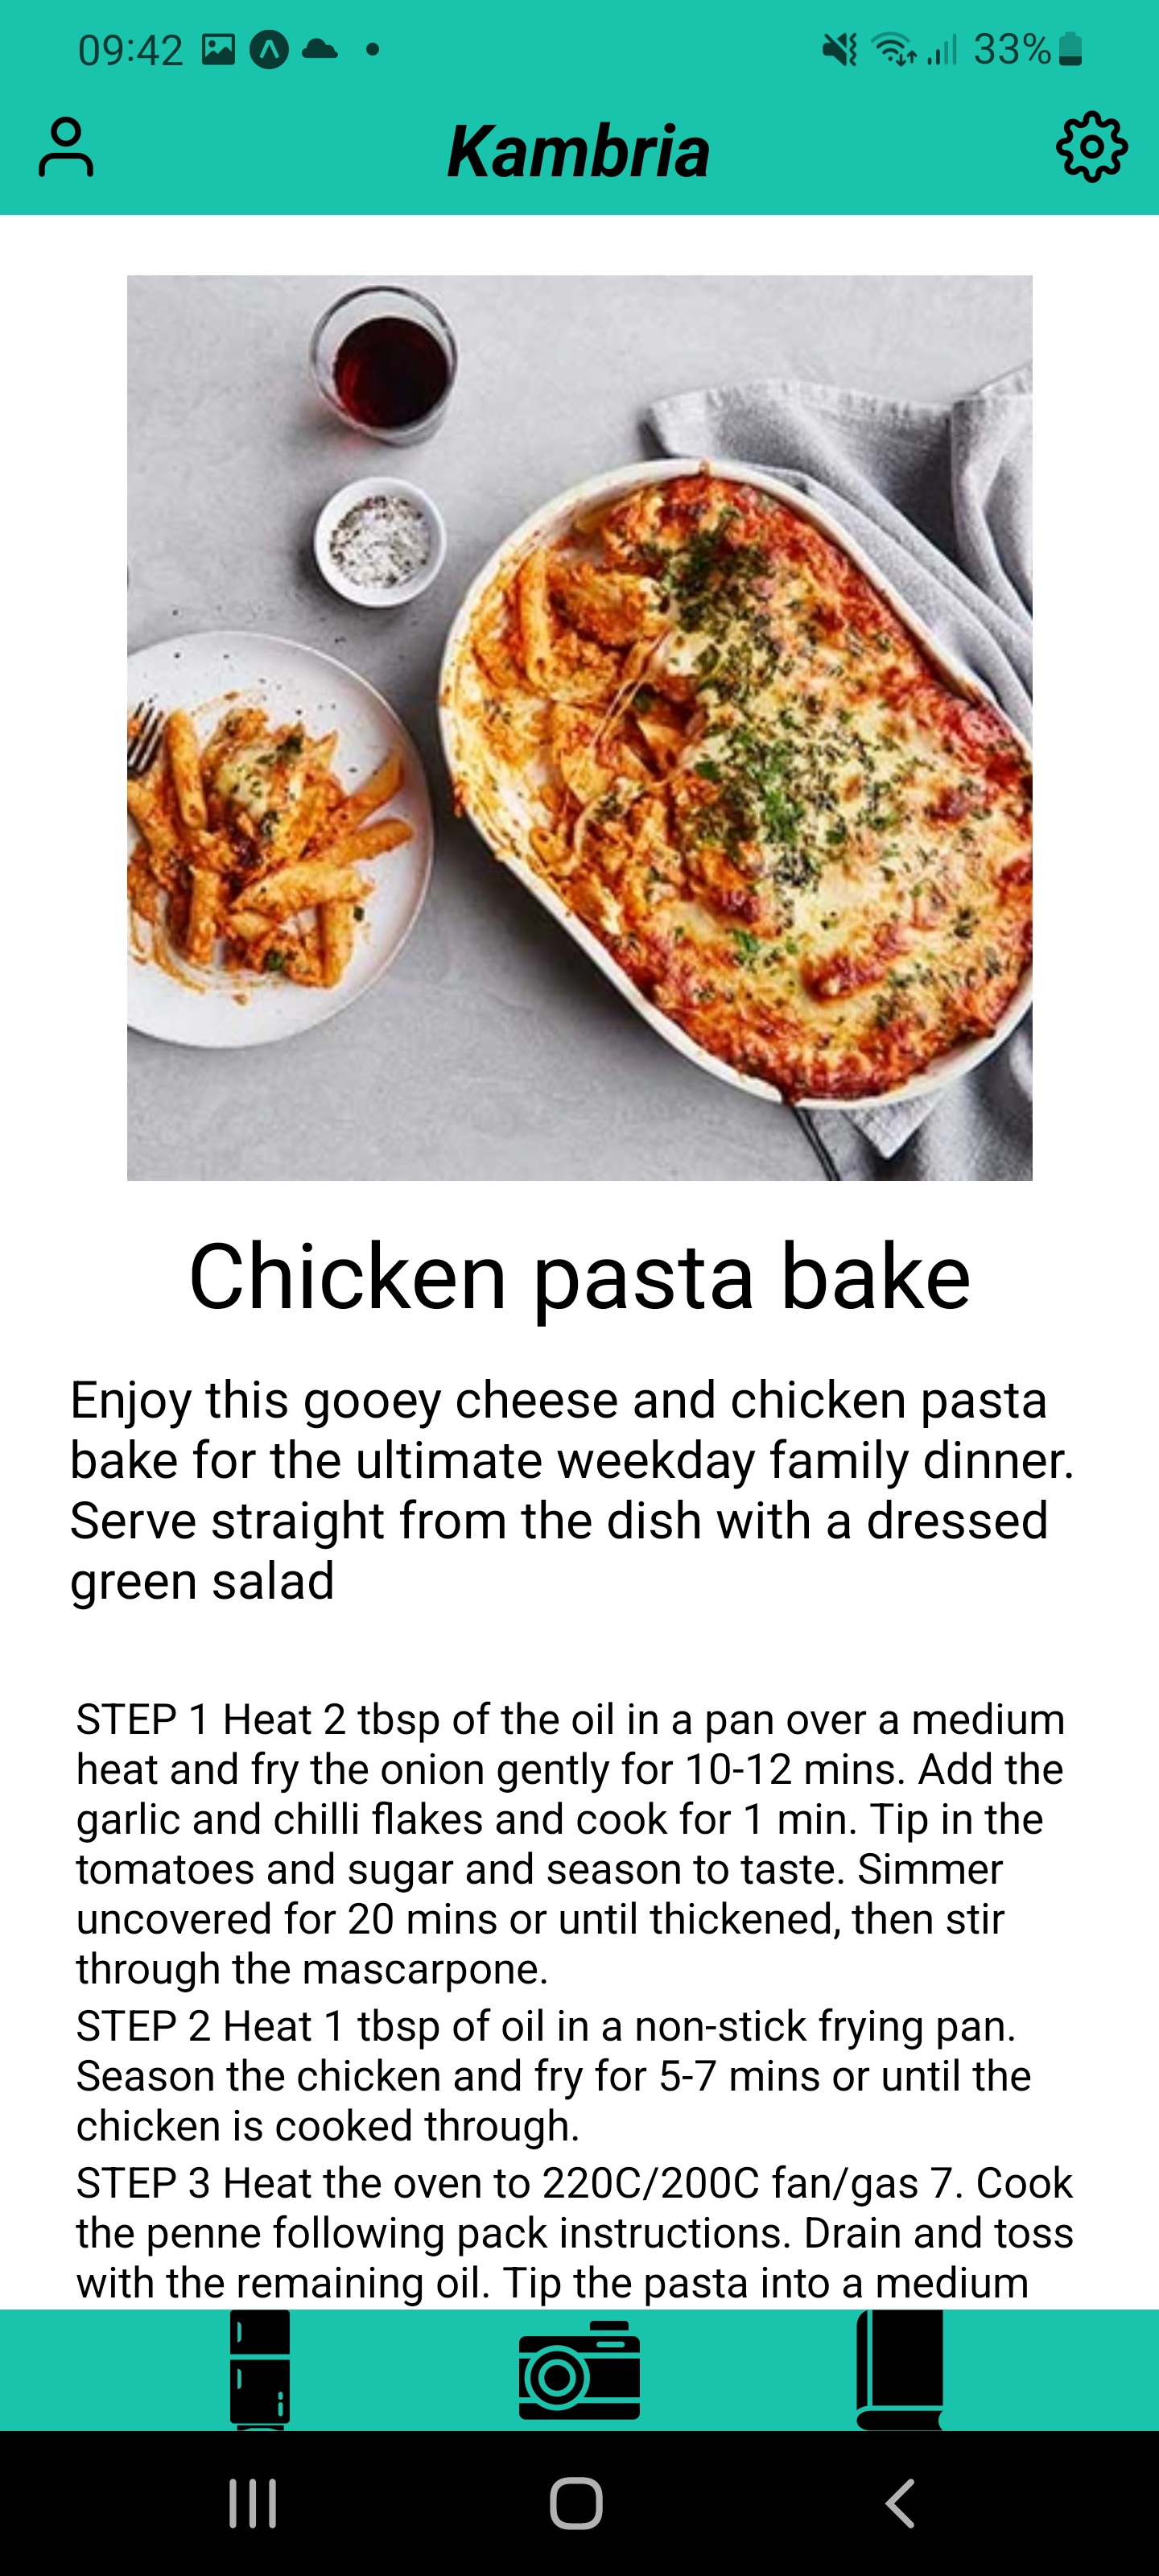 09:42
33%
Kambria
Chicken pasta bake
Enjoy this gooey cheese and chicken pasta
bake for the ultimate weekday family dinner.
Serve straight from the dish with a dressed
green salad
STEP 1 Heat 2 tbsp of the oil in a pan over a medium
heat and fry the onion gently for 10-12 mins. Add the
garlic and chilli flakes and cook for 1 min. Tip in the
tomatoes and sugar and season to taste. Simmer
uncovered for 20 mins or until thickened, then stir
through the mascarpone.
STEP 2 Heat 1 tbsp of oil in a non-stick frying pan.
Season the chicken and fry for 5-7 mins or until the
chicken is cooked through.
STEP 3 Heat the oven to 220C/200C fan/gas 7. Cook
the penne following pack instructions. Drain and toss
with the remaining oil. Tip the pasta into a medium